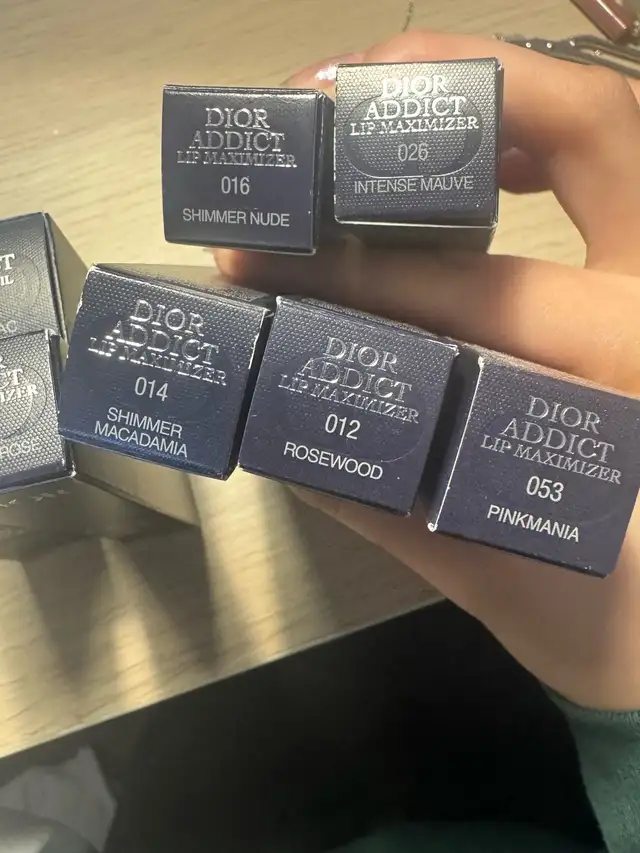 DIOR
ADDICT
LIP MAXIMIZER
016
SHIMMER NUDE
DIOR
ADDICT
LIP MAXIMIZER
026
INTENSE MAUVE
DIOR
ADDICT
LIP MAXIMIZER
014
SHIMMER
MACADAMIA
DIOR
ADDICT
LIP MAXIMIZER
012
ROSEWOOD
DIOR
ADDICT
LIP MAXIMIZER
053
PINKMANIA